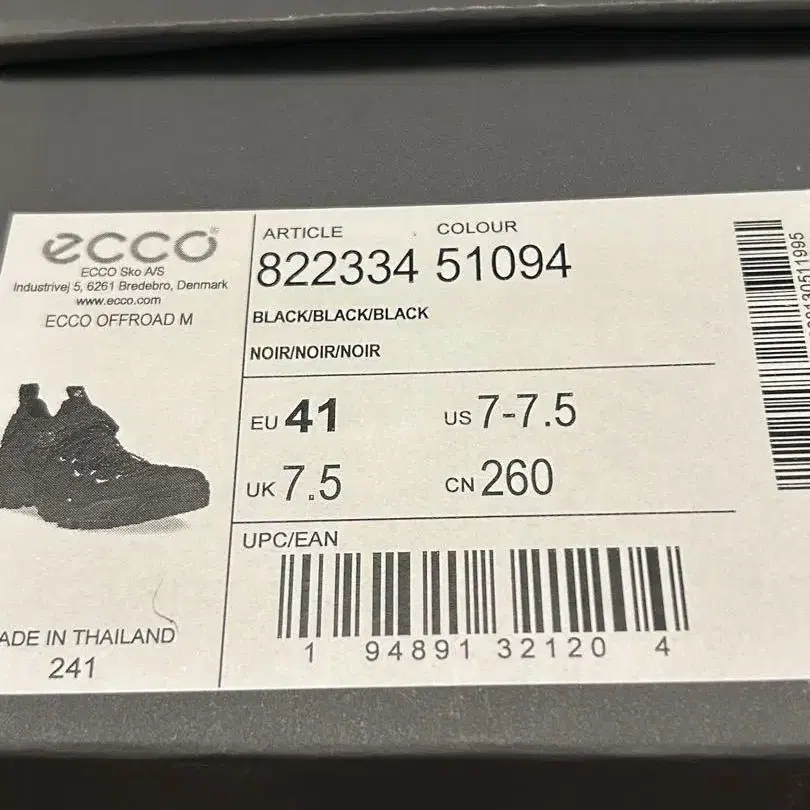 ecco®
ECCO Sko A/S
Industrivej 5, 6261 Bredebro, Denmark
www.ecco.com
ECCO OFFROAD M
ADE IN THAILAND
241
ARTICLE COLOUR
822334 51094
BLACK/BLACK/BLACK
NOIR/NOIR/NOIR
EU 41 US 7-7.5
UK 7.5 CN 260
UPC/EAN
1 94891 32120 4